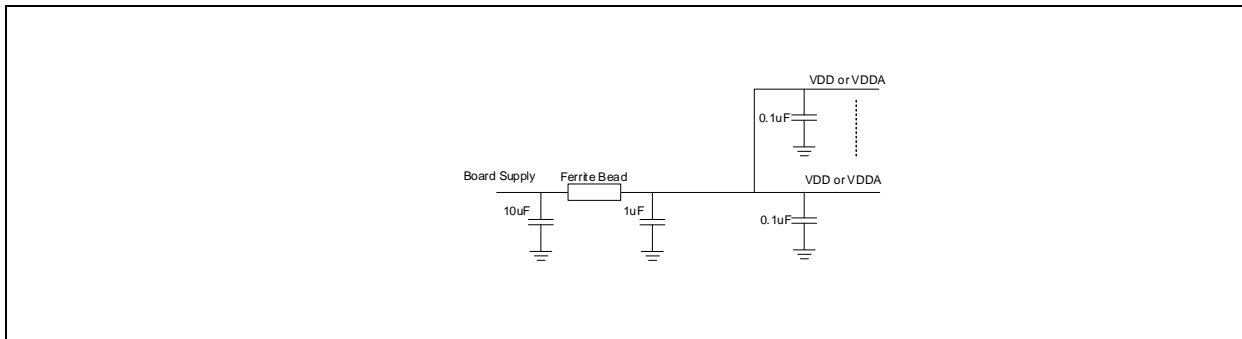 VDD or VDDA
0.1uF
Board Supply
Ferrite Bead
VDD or VDDA
10uF
1uF
0.1uF